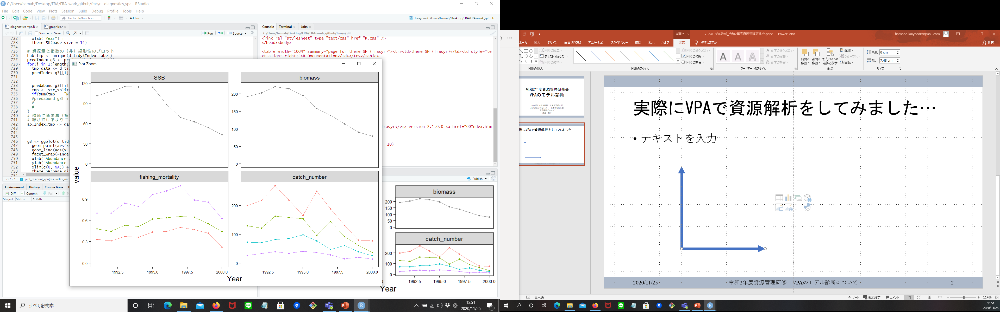 C:/Users/hamab/Desktop/FRA/FRA-work_github/frasyr - diagnostics_vpa - RStudio
File Edit Code View Plots Session Build Debug Profile Tools Help
Go to file/function
Addins
frasyr — C:/Users/hamab/Desktop/FRA/FRA-work_github
diagnostics_vpa.R
graphics.r
Source on Save
Run
Source
722 xlab("Year") +
723 theme_SH(base_size = 14)
724
725 # 資源量と指数の（非）線形性のプロット
726 Lab_tmp <- unique(d_tidy$Index_Label)
727 predIndex_g3 <-
728 for(i in 1:length(
729 tmp_data <- d_ti
730 predIndex_g3[[i]
731
732
733 predabund_g3[[i]
734 tmp <- str_split
735 if(sum(tmp == "N
736 #predabund_g3[[i
737 #
738 #
739 }
740 # 横軸に資源量（指
741 # 線が描けるように
742 ab_Index_tmp <- da
743
744
745
746 g3 <- ggplot(d_tid
747 geom_point(aes(x
748 geom_line(aes(x =
749 facet_wrap(~Inde
750 xlab("Abundance
751 ylab("Abundance
752 xlim(c(0, NA)) +
753 theme_SH(base_si
754
727:27 plot_residual_vpa(res, index_nam
Environment History Connections
Diff Commit Pull
Staged Status Path
Console Terminal Jobs
C:/Users/hamab/Desktop/FRA/FRA-work_github/frasyr/
<link rel="stylesheet" type="text/css" href="R.css" />
</head><body>
<table width="100%" summary="page for theme_SH {frasyr}"><tr><td>theme_SH {frasyr}</td><td style="te
xt-align: right;">R Documentation</td></tr></table>
frasyr</em> version 2.1.0.0 <a href="00Index.htm
= 10)
Publish
Plot Zoom
SSB
biomass
120
90
60
30
0
200
150
100
50
0
value
fishing_mortality
catch_number
0.9
0.6
0.3
0.0
200
100
0
1992.5 1995.0 1997.5 2000.0
1992.5 1995.0 1997.5 2000.0
Year
biomass
200
150
100
50
0
catch_number
200
100
0
1992.5 1995.0 1997.5 2000.0
Year
すべてを検索
15:51
2020/11/25
1
描画ツール
VPAのモデル診断_令和2年度資源管理研修会.pptx - PowerPoint
hamabe.kaiyodai@gmail.com
ホーム 挿入 デザイン 画面切り替え アニメーション スライド ショー 校閲 表示 ヘルプ 書式 何をしますか
共有
図形の編集
テキスト ボックス
図形の結合
図形の挿入
図形の塗りつぶし
図形の枠線
図形の効果
図形のスタイル
A A A
文字の塗りつぶし
文字の輪郭
文字の効果
ワードアートのスタイル
前面へ移動
背面へ移動
オブジェクトの選択と表示
配置
グループ化
回転
配置
高さ: 0 cm
幅: 7.48 cm
サイズ
令和2年度資源管理研修会
VPAのモデル診断
際にVPAで資源解析をしてみました…
実際にVPAで資源解析をしてみました…
• テキストを入力
2020/11/25
令和2年度資源管理研修 VPAのモデル診断について
2
日本語
ノート 表示設定 コメント
114%
15:51
2020/11/25